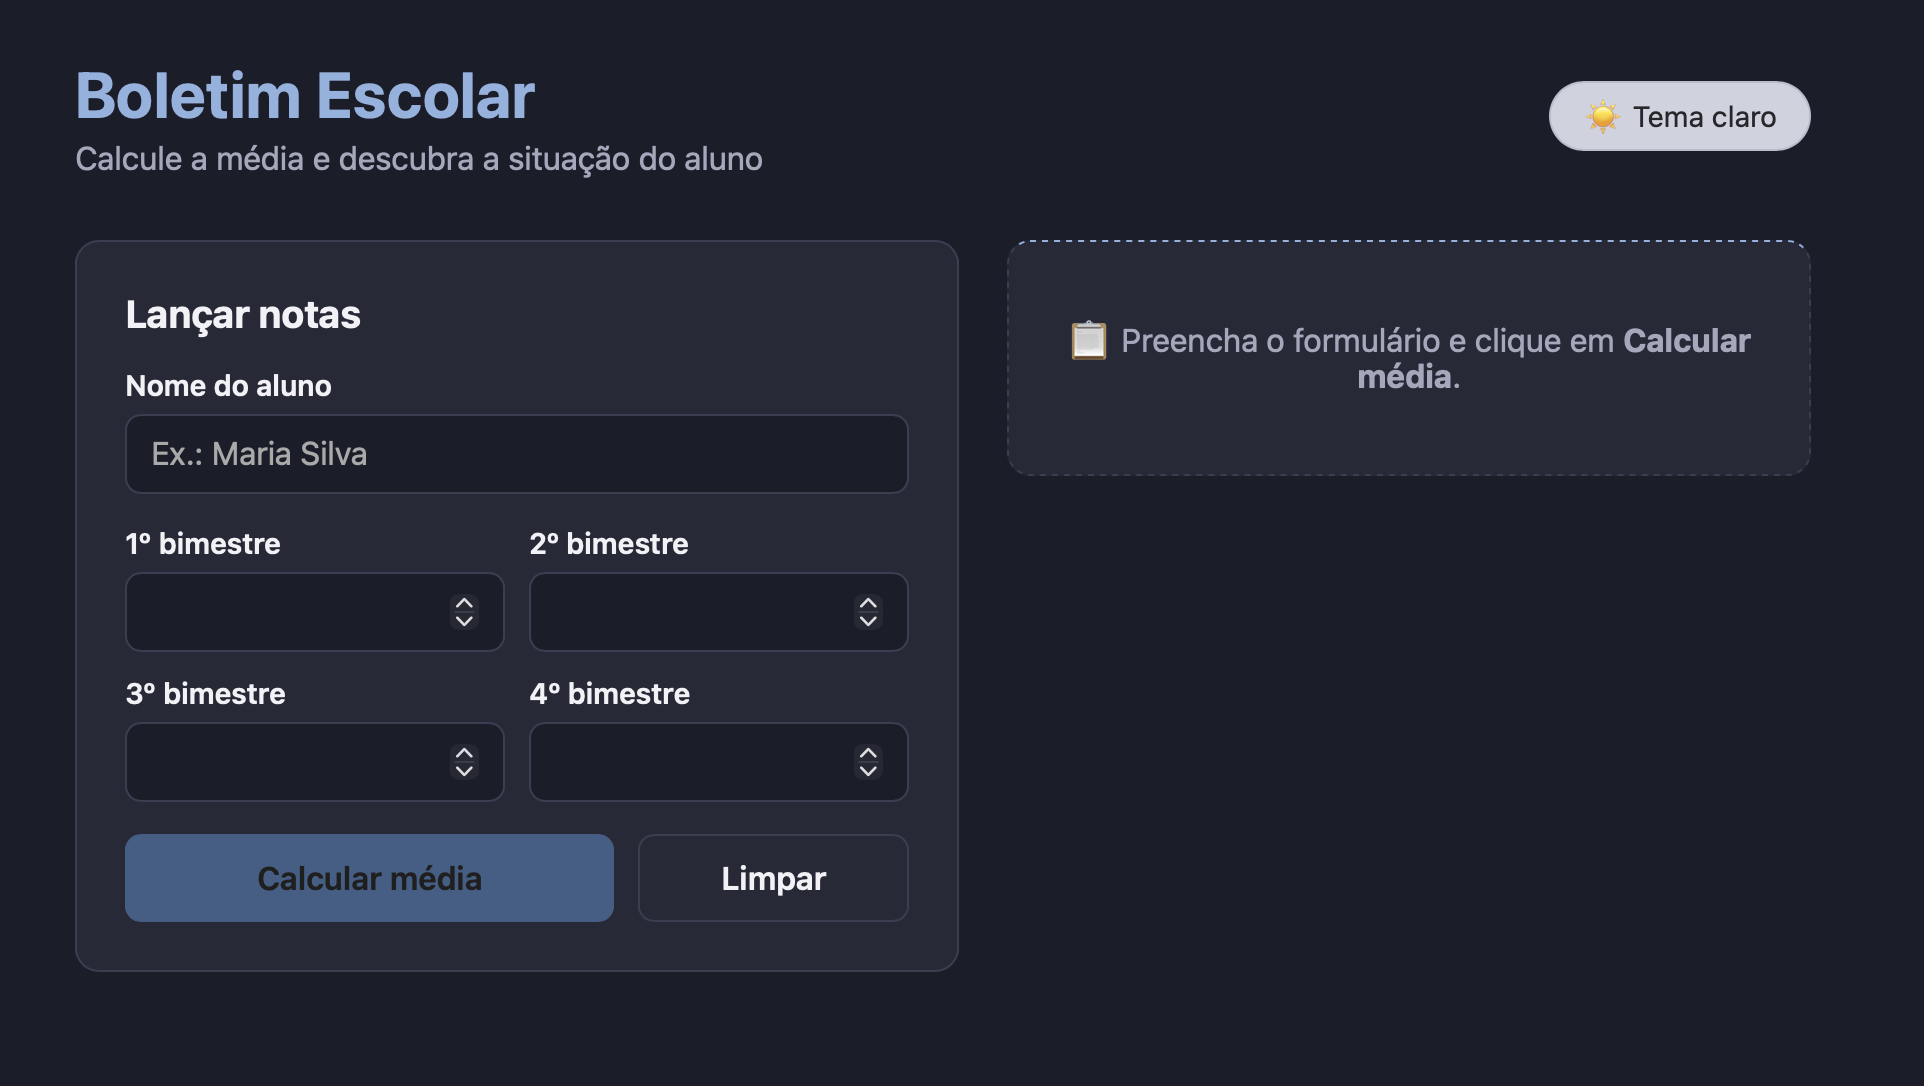 Boletim Escolar
Calcule a média e descubra a situação do aluno
Tema claro
Lançar notas
Nome do aluno
Ex.: Maria Silva
1º bimestre
2º bimestre
3º bimestre
4º bimestre
Calcular média
Limpar
Preencha o formulário e clique em Calcular
média.